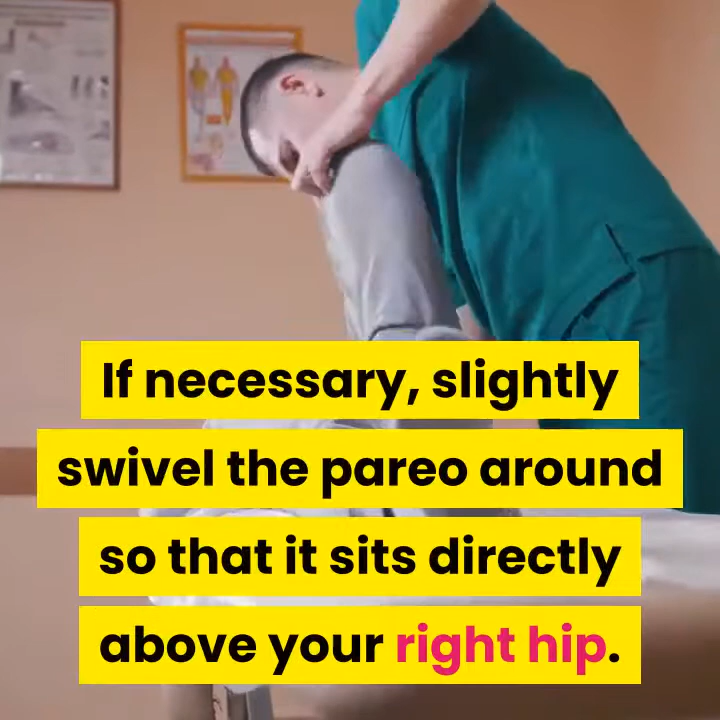 If necessary, slightly
swivel the pareo around
so that it sits directly
above your right hip.